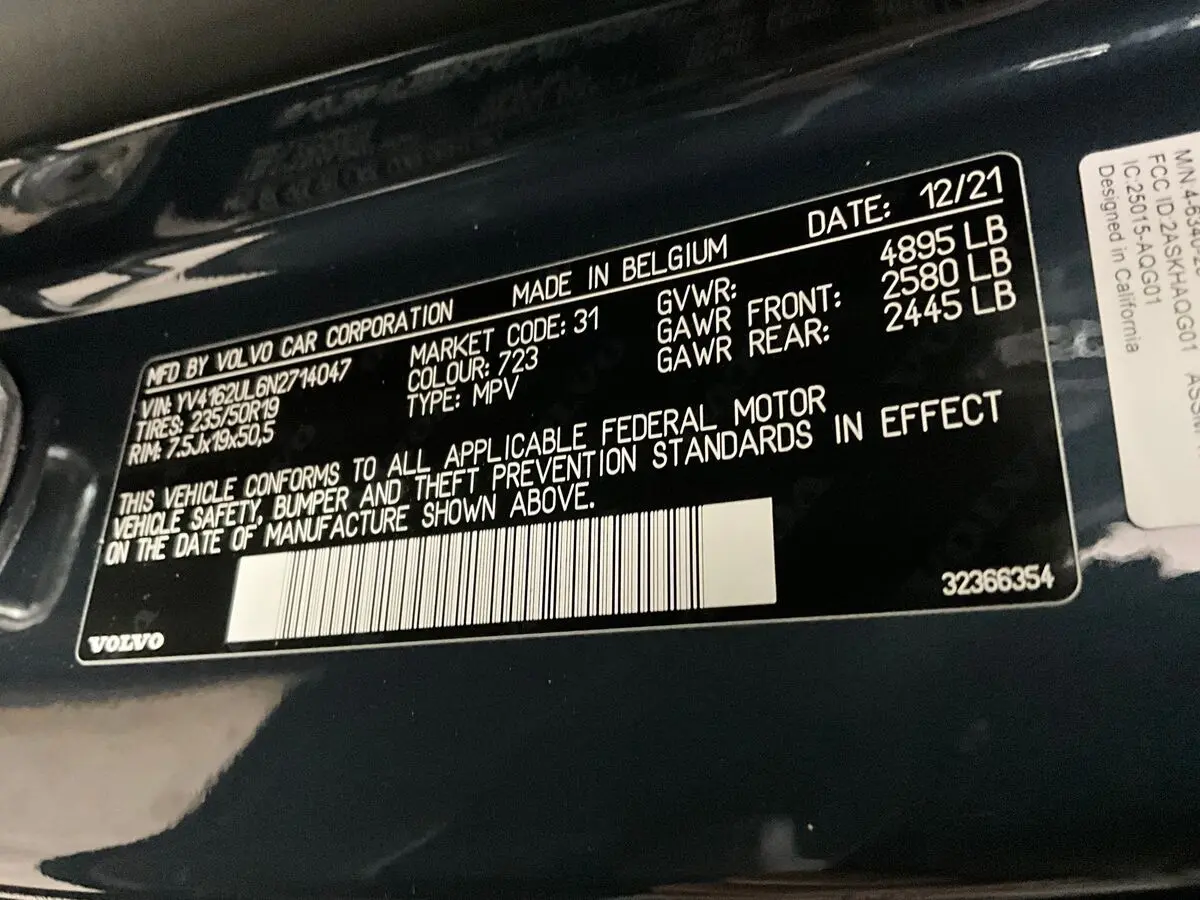 MFD BY VOLVO CAR CORPORATION MADE IN BELGIUM DATE: 12/21
VIN: YV4162UL6N2714047 MARKET CODE: 31 GVWR: 4895 LB
TIRES: 235/50R19 COLOUR: 723 GAWR FRONT: 2580 LB
RIM: 7.5Jx19x50,5 TYPE: MPV GAWR REAR: 2445 LB
THIS VEHICLE CONFORMS TO ALL APPLICABLE FEDERAL MOTOR
VEHICLE SAFETY, BUMPER AND THEFT PREVENTION STANDARDS IN EFFECT
ON THE DATE OF MANUFACTURE SHOWN ABOVE.
VOLVO
32366354
M/N
FCC ID:2ASKHAQG01
IC:25015-AQG01
Designed in California